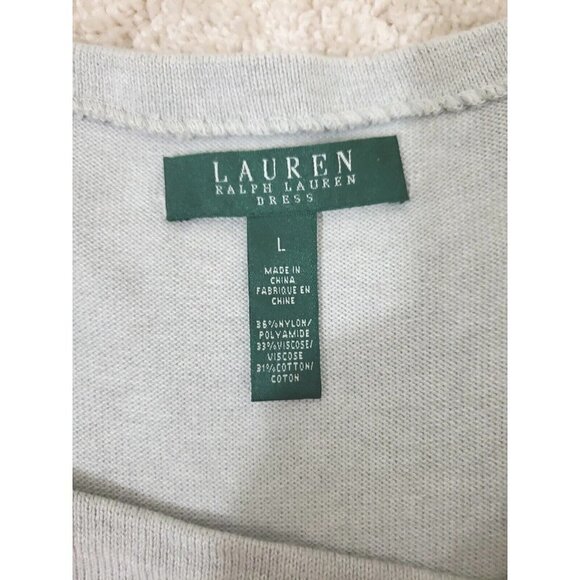 LAUREN
RALPH LAUREN
DRESS
L
MADE IN
CHINA
FABRIQUE EN
CHINE
36%NYLON/
POLYAMIDE
33%VISCOSE/
VISCOSE
31%COTTON/
COTON